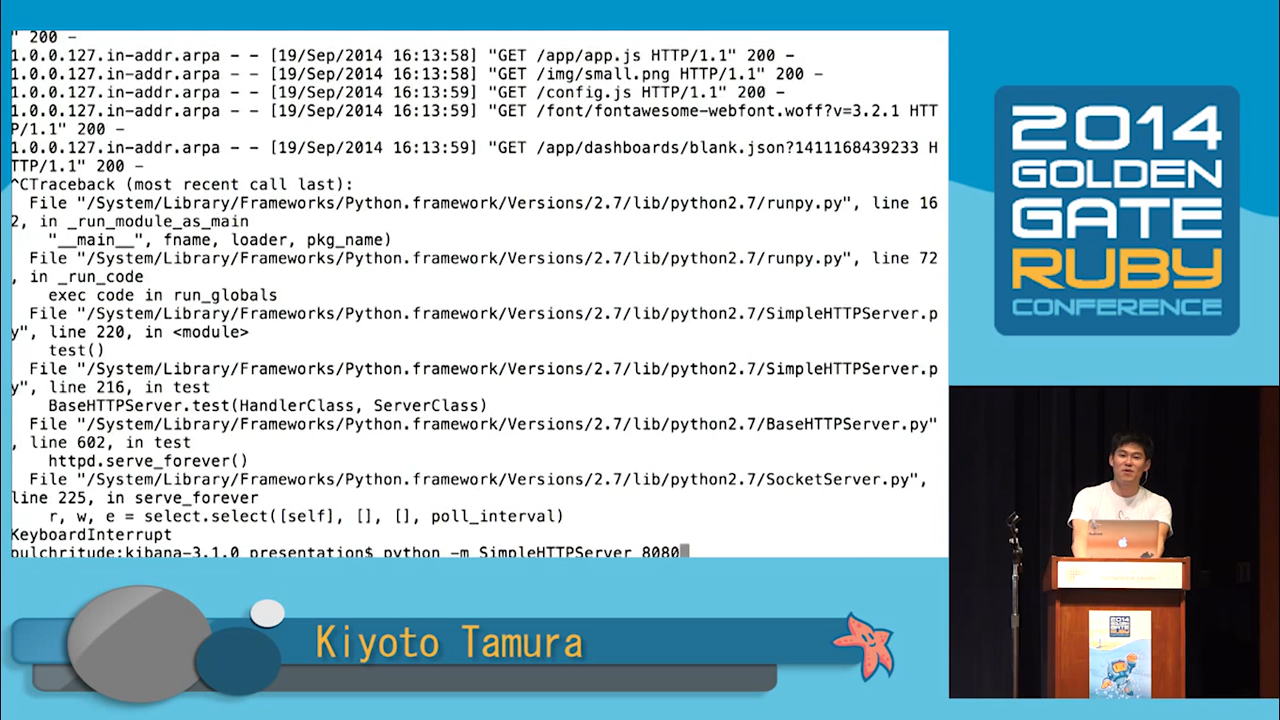 " 200 -
1.0.0.127.in-addr.arpa - - [19/Sep/2014 16:13:58] "GET /app/app.js HTTP/1.1" 200 -
1.0.0.127.in-addr.arpa - - [19/Sep/2014 16:13:58] "GET /img/small.png HTTP/1.1" 200 -
1.0.0.127.in-addr.arpa - - [19/Sep/2014 16:13:59] "GET /config.js HTTP/1.1" 200 -
1.0.0.127.in-addr.arpa - - [19/Sep/2014 16:13:59] "GET /font/fontawesome-webfont.woff?v=3.2.1 HTT
P/1.1" 200 -
1.0.0.127.in-addr.arpa - - [19/Sep/2014 16:13:59] "GET /app/dashboards/blank.json?1411168439233 H
TTP/1.1" 200 -
^CTraceback (most recent call last):
File "/System/Library/Frameworks/Python.framework/Versions/2.7/lib/python2.7/runpy.py", line 16
2, in _run_module_as_main
"__main__", fname, loader, pkg_name)
File "/System/Library/Frameworks/Python.framework/Versions/2.7/lib/python2.7/runpy.py", line 72
, in _run_code
exec code in run_globals
File "/System/Library/Frameworks/Python.framework/Versions/2.7/lib/python2.7/SimpleHTTPServer.p
y", line 220, in <module>
test()
File "/System/Library/Frameworks/Python.framework/Versions/2.7/lib/python2.7/SimpleHTTPServer.p
y", line 216, in test
BaseHTTPServer.test(HandlerClass, ServerClass)
File "/System/Library/Frameworks/Python.framework/Versions/2.7/lib/python2.7/BaseHTTPServer.py"
, line 602, in test
httpd.serve_forever()
File "/System/Library/Frameworks/Python.framework/Versions/2.7/lib/python2.7/SocketServer.py",
line 225, in serve_forever
r, w, e = select.select([self], [], [], poll_interval)
KeyboardInterrupt
pulchritude:kibana-3.1.0 presentation$ python -m SimpleHTTPServer 8080
2014
GOLDEN
GATE
RUBY
CONFERENCE
Kiyoto Tamura
2014
GOLDEN
GATE
RUBY